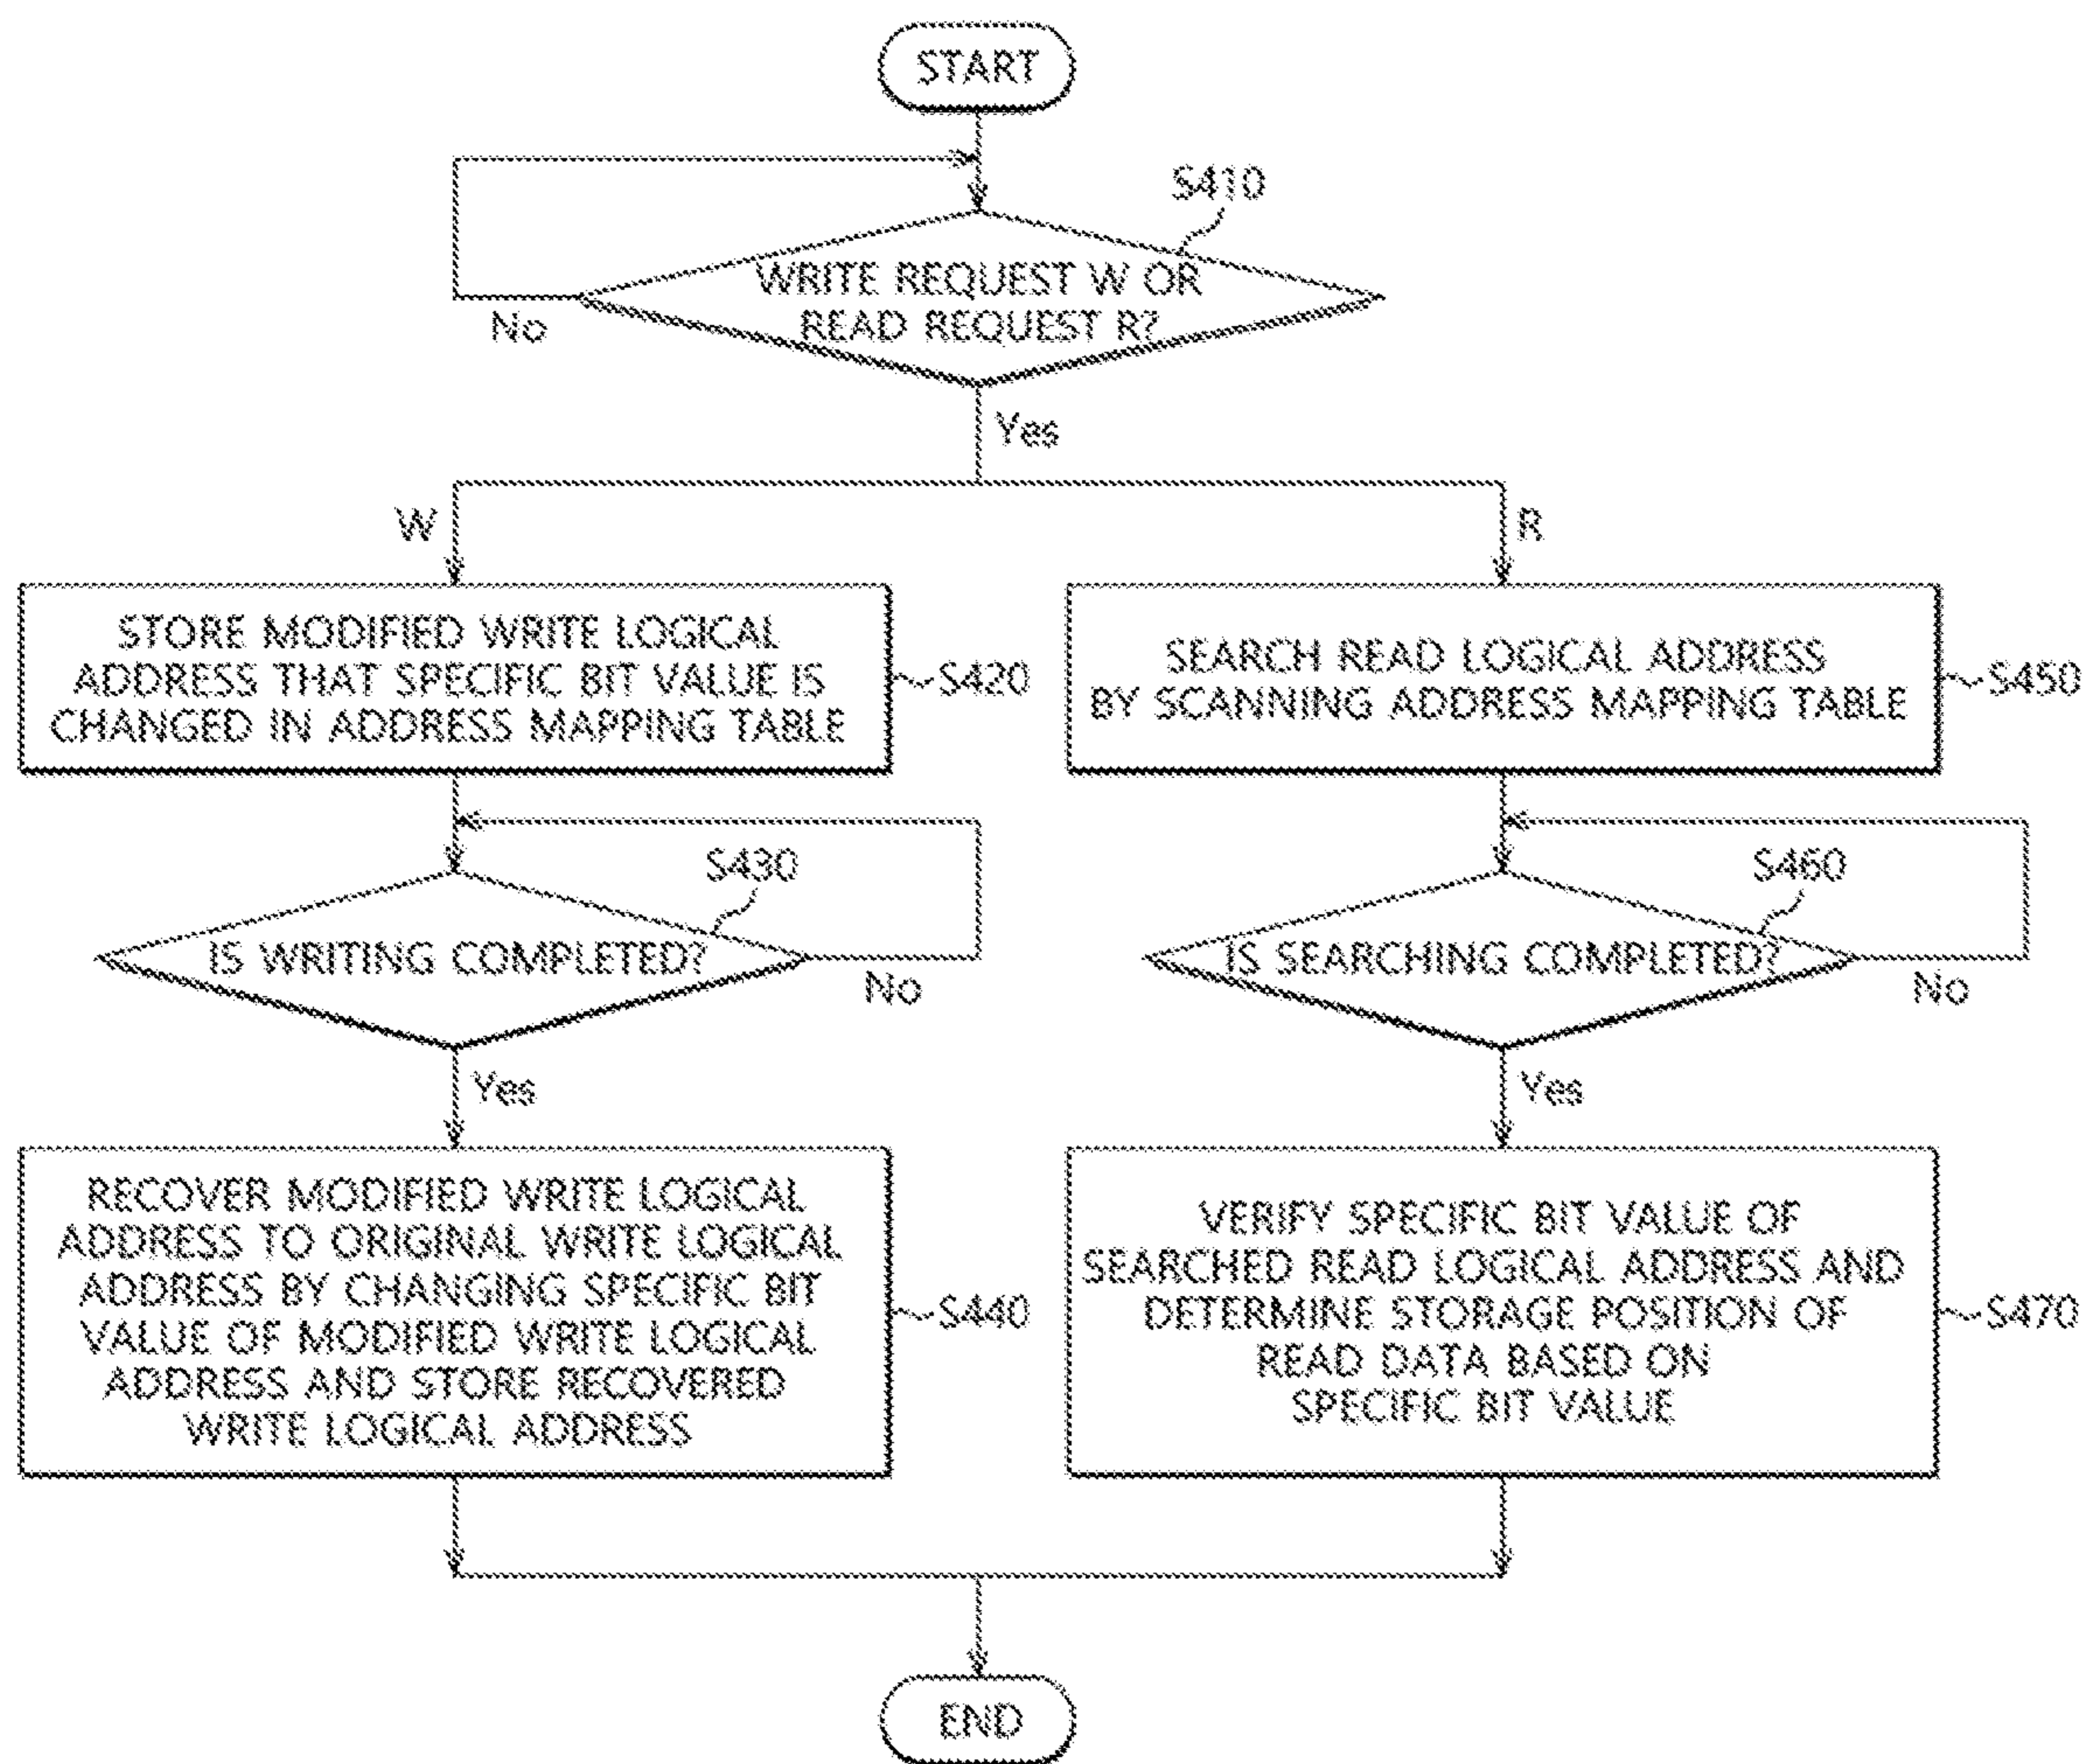 START
S410
WRITE REQUEST W OR
READ REQUEST R?
No
Yes
W
R
STORE MODIFIED WRITE LOGICAL
ADDRESS THAT SPECIFIC BIT VALUE IS
CHANGED IN ADDRESS MAPPING TABLE
S420
SEARCH READ LOGICAL ADDRESS
BY SCANNING ADDRESS MAPPING TABLE
S450
S430
IS WRITING COMPLETED?
No
Yes
S460
IS SEARCHING COMPLETED?
No
Yes
RECOVER MODIFIED WRITE LOGICAL
ADDRESS TO ORIGINAL WRITE LOGICAL
ADDRESS BY CHANGING SPECIFIC BIT
VALUE OF MODIFIED WRITE LOGICAL
ADDRESS AND STORE RECOVERED
WRITE LOGICAL ADDRESS
S440
VERIFY SPECIFIC BIT VALUE OF
SEARCHED READ LOGICAL ADDRESS AND
DETERMINE STORAGE POSITION OF
READ DATA BASED ON
SPECIFIC BIT VALUE
S470
END